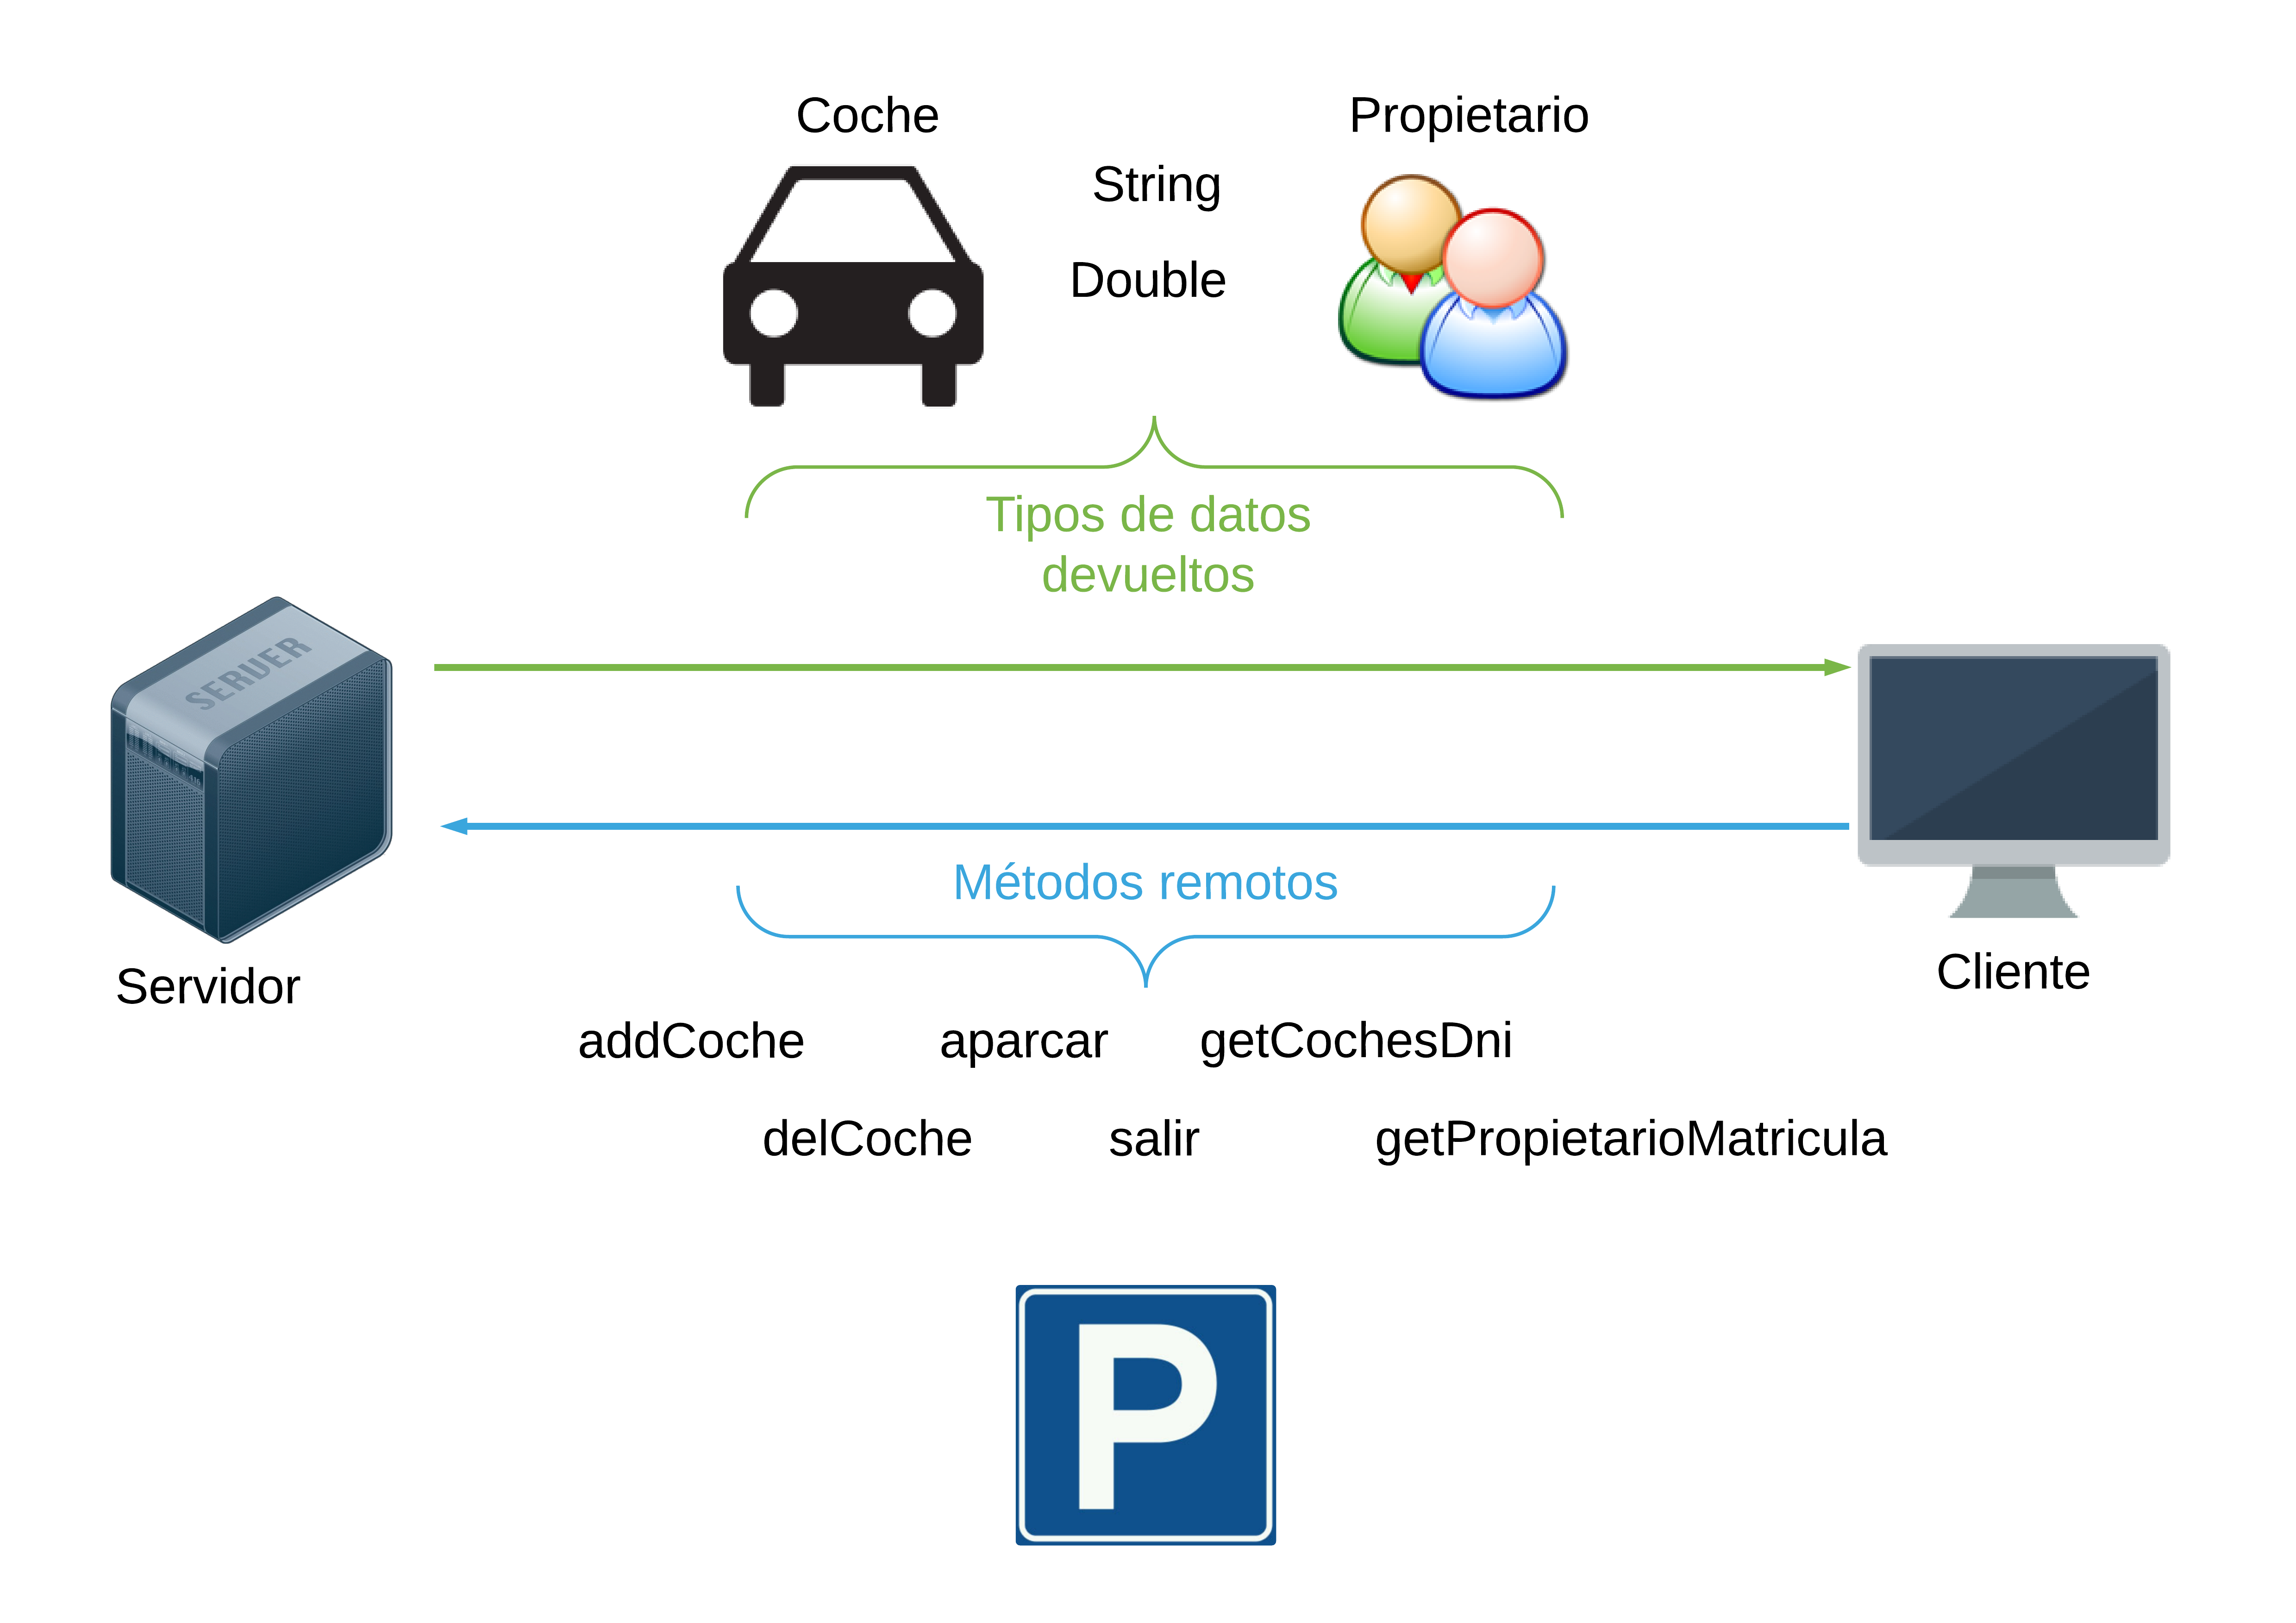 Coche
Propietario
String
Double
Tipos de datos
devueltos
SERVER
Métodos remotos
Servidor
Cliente
addCoche
aparcar
getCochesDni
delCoche
salir
getPropietarioMatricula
P